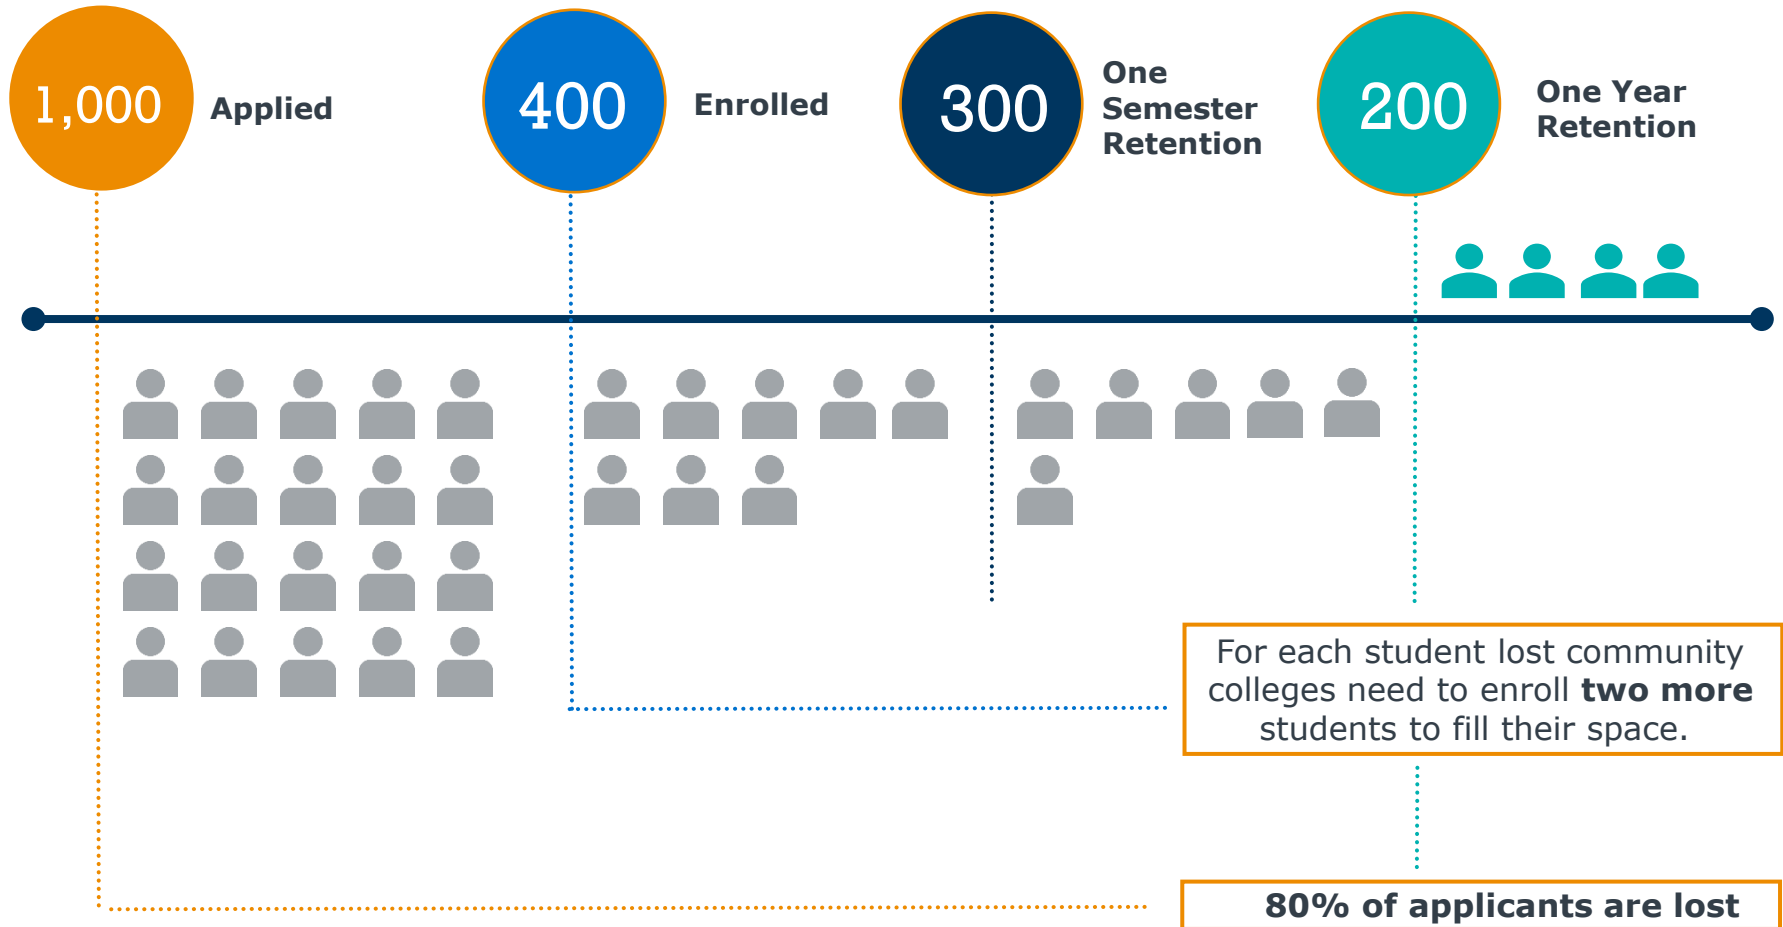 1,000
Applied
400
Enrolled
300
One
Semester
Retention
200
One Year
Retention
For each student lost community
colleges need to enroll two more
students to fill their space.
80% of applicants are lost